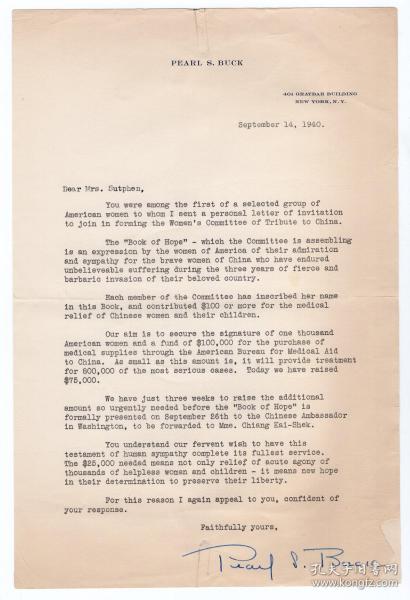 PEARL S. BUCK
401 GRAYBAR BUILDING
NEW YORK, N.Y.
September 14, 1940.
Dear Mrs. Sutphen,
You were among the first of a selected group of
American women to whom I sent a personal letter of invitation
to join in forming the Women's Committee of Tribute to China.
The "Book of Hope" - which the Committee is assembling
is an expression by the women of America of their admiration
and sympathy for the brave women of China who have endured
unbelieveable suffering during the three years of fierce and
barbaric invasion of their beloved country.
Each member of the Committee has inscribed her name
in this Book, and contributed $100 or more for the medical
relief of Chinese women and their children.
Our aim is to secure the signature of one thousand
American women and a fund of $100,000 for the purchase of
medical supplies through the American Bureau for Medical Aid
to China. As small as this amount is, it will provide treatment
for 800,000 of the most serious cases. Today we have raised
$75,000.
We have just three weeks to raise the additional
amount so urgently needed before the "Book of Hope" is
formally presented on September 26th to the Chinese Ambassador
in Washington, to be forwarded to Mme. Chiang Kai-Shek.
You understand our fervent wish to have this
testament of human sympathy complete its fullest service.
The $25,000 needed means not only relief of acute agony of
thousands of helpless women and children - it means new hope
in their determination to preserve their liberty.
For this reason I again appeal to you, confident of
your response.
Faithfully yours,
Pearl S. Buck
孔夫子旧书网
www.kongfz.com